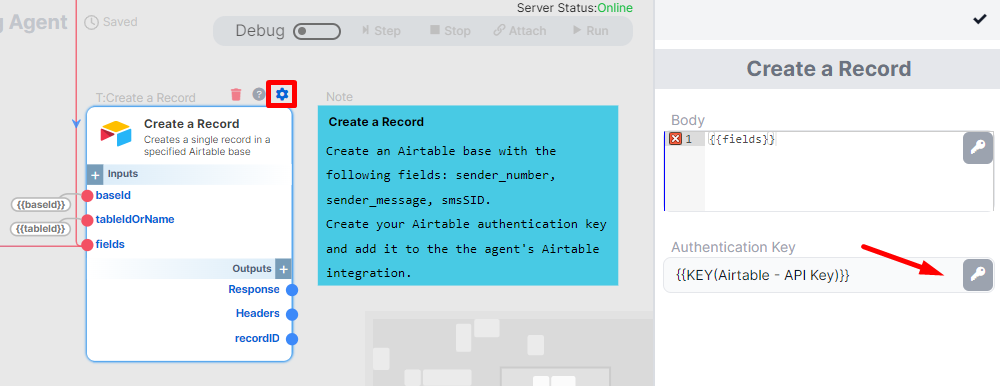 Server Status:Online
g Agent
Saved
Debug
Step
Stop
Attach
Run
T:Create a Record
Create a Record
Creates a single record in a
specified Airtable base
Inputs
{{baseId}}
baseId
{{tableId}}
tableIdOrName
fields
Outputs
Response
Headers
recordID
Note
Create a Record
Create an Airtable base with the
following fields: sender_number,
sender_message, smsSID.
Create your Airtable authentication key
and add it to the the agent's Airtable
integration.
Create a Record
Body
1 {{fields}}
Authentication Key
{{KEY(Airtable - API Key)}}